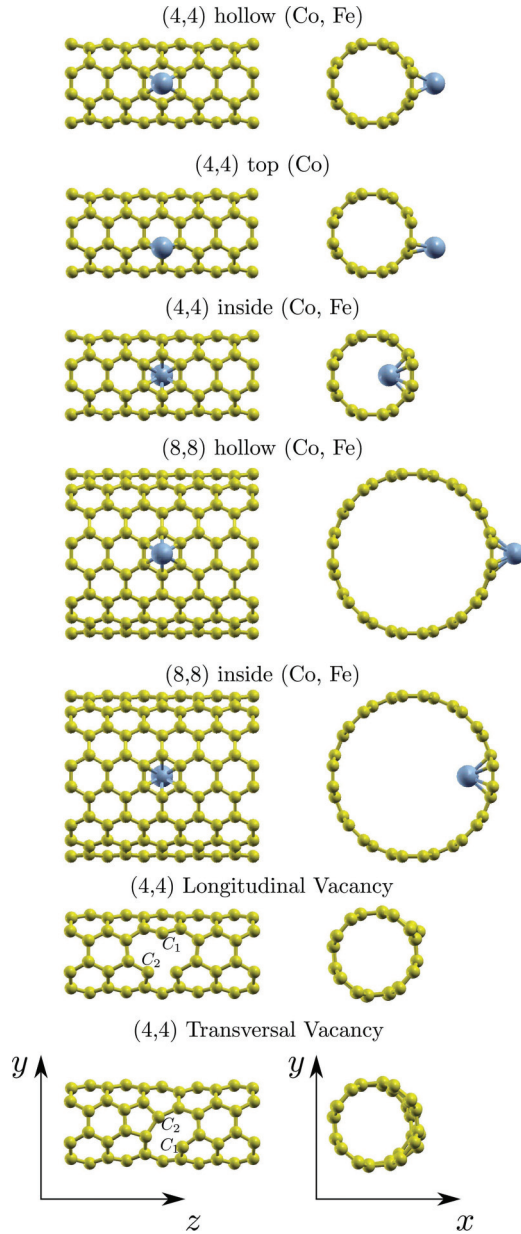 (4,4) hollow (Co, Fe)
(4,4) top (Co)
(4,4) inside (Co, Fe)
(8,8) hollow (Co, Fe)
(8,8) inside (Co, Fe)
(4,4) Longitudinal Vacancy
C₁
C₂
(4,4) Transversal Vacancy
y
y
C₂
C₁
z
x